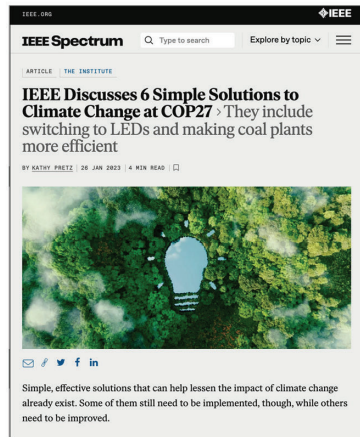 IEEE.ORG
IEEE
IEEE Spectrum
Type to search
Explore by topic
ARTICLE
THE INSTITUTE
IEEE Discusses 6 Simple Solutions to
Climate Change at COP27 > They include
switching to LEDs and making coal plants
more efficient
BY KATHY PRETZ | 26 JAN 2023 | 4 MIN READ |
Simple, effective solutions that can help lessen the impact of climate change
already exist. Some of them still need to be implemented, though, while others
need to be improved.